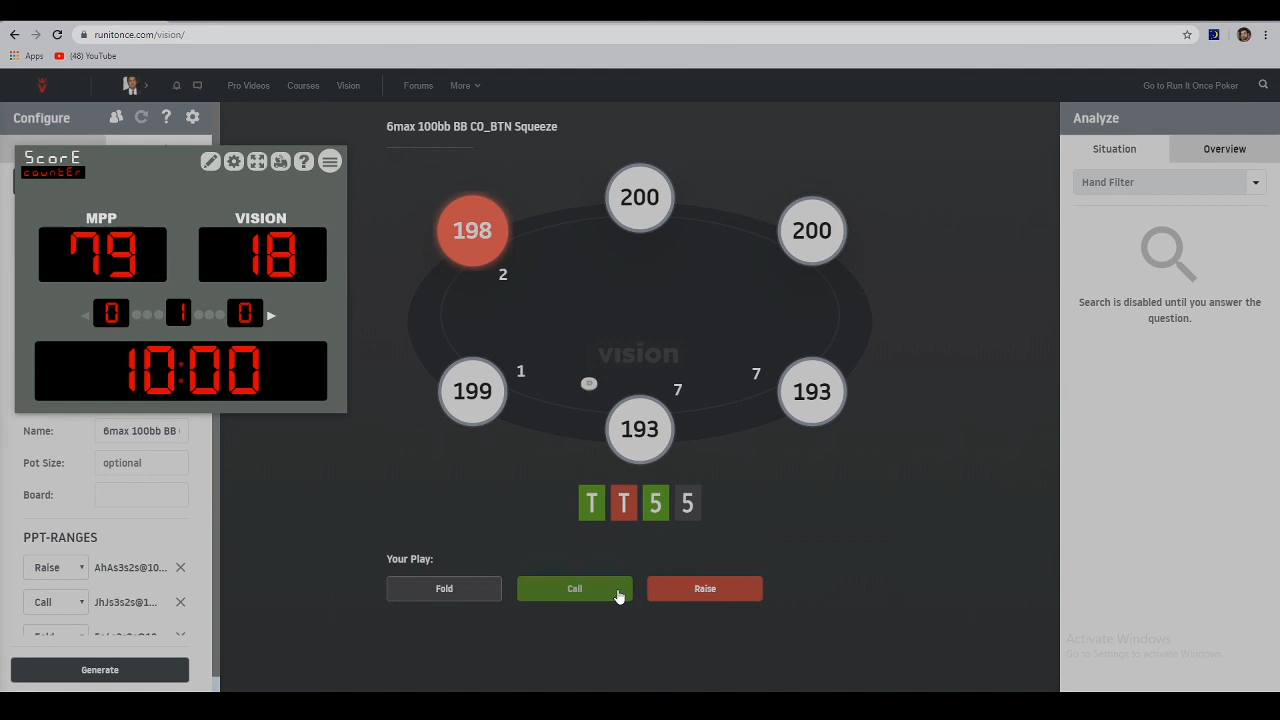 runitonce.com/vision/
Apps
(48) YouTube
Pro Videos
Courses
Vision
Forums
More
Go to Run It Once Poker
Configure
6max 100bb BB CO_BTN Squeeze
Analyze
Situation
Overview
Hand Filter
Search is disabled until you answer the
question.
ScorE
countEr
MPP
VISION
79
18
0
1
0
10:00
200
198
200
2
vision
199
1
7
7
193
193
T T 5 5
Name:
6max 100bb BB
Pot Size:
optional
Board:
PPT-RANGES
Raise
AhAs3s2s@10...
Call
JhJs3s2s@1...
Generate
Your Play:
Fold
Call
Raise
Activate Windows
Go to Settings to activate Windows.